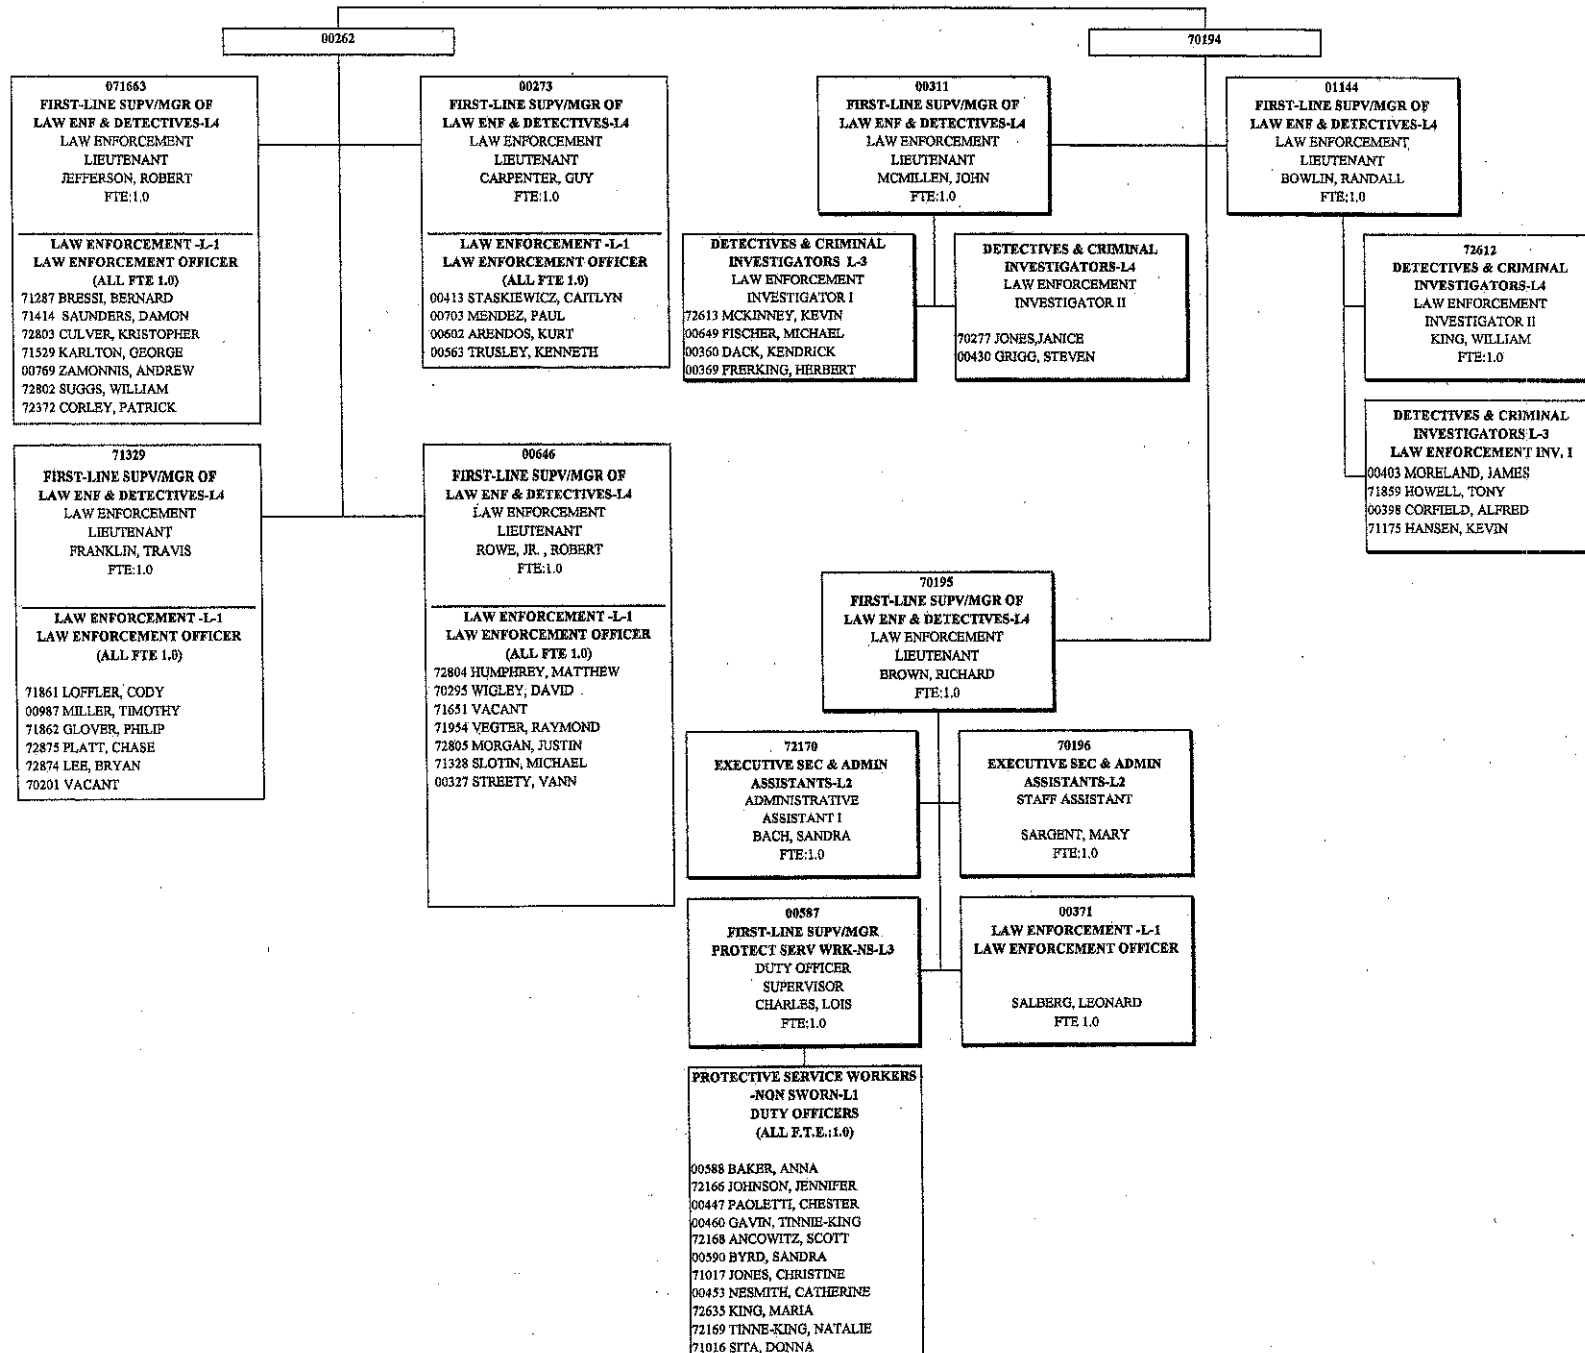 00262
70194
071663
FIRST-LINE SUPV/MGR OF
LAW ENF & DETECTIVES-L4
LAW ENFORCEMENT
LIEUTENANT
JEFFERSON, ROBERT
FTE:1.0
LAW ENFORCEMENT -L-1
LAW ENFORCEMENT OFFICER
(ALL FTE 1.0)
71287 BRESSI, BERNARD
71414 SAUNDERS, DAMON
72803 CULVER, KRISTOPHER
71529 KARLTON, GEORGE
00769 ZAMONNIS, ANDREW
72802 SUGGS, WILLIAM
72372 CORLEY, PATRICK
00273
FIRST-LINE SUPV/MGR OF
LAW ENF & DETECTIVES-L4
LAW ENFORCEMENT
LIEUTENANT
CARPENTER, GUY
FTE:1.0
LAW ENFORCEMENT -L-1
LAW ENFORCEMENT OFFICER
(ALL FTE 1.0)
00413 STASKIEWICZ, CAITLYN
00703 MENDEZ, PAUL
00602 ARENDOS, KURT
00563 TRUSLEY, KENNETH
00311
FIRST-LINE SUPV/MGR OF
LAW ENF & DETECTIVES-L4
LAW ENFORCEMENT
LIEUTENANT
MCMILLEN, JOHN
FTE:1.0
01144
FIRST-LINE SUPV/MGR OF
LAW ENF & DETECTIVES-L4
LAW ENFORCEMENT
LIEUTENANT
BOWLIN, RANDALL
FTE:1.0
DETECTIVES & CRIMINAL
INVESTIGATORS L-3
LAW ENFORCEMENT
INVESTIGATOR I
72613 MCKINNEY, KEVIN
00649 FISCHER, MICHAEL
00360 DACK, KENDRICK
00369 FRERKING, HERBERT
DETECTIVES & CRIMINAL
INVESTIGATORS-L4
LAW ENFORCEMENT
INVESTIGATOR II
70277 JONES,JANICE
00430 GRIGG, STEVEN
72612
DETECTIVES & CRIMINAL
INVESTIGATORS-L4
LAW ENFORCEMENT
INVESTIGATOR II
KING, WILLIAM
FTE:1.0
DETECTIVES & CRIMINAL
INVESTIGATORS L-3
LAW ENFORCEMENT INV. I
00403 MORELAND, JAMES
71859 HOWELL, TONY
00398 CORFIELD, ALFRED
71175 HANSEN, KEVIN
71329
FIRST-LINE SUPV/MGR OF
LAW ENF & DETECTIVES-L4
LAW ENFORCEMENT
LIEUTENANT
FRANKLIN, TRAVIS
FTE:1.0
LAW ENFORCEMENT -L-1
LAW ENFORCEMENT OFFICER
(ALL FTE 1.0)
71861 LOFFLER, CODY
00987 MILLER, TIMOTHY
71862 GLOVER, PHILIP
72875 PLATT, CHASE
72874 LEE, BRYAN
70201 VACANT
00646
FIRST-LINE SUPV/MGR OF
LAW ENF & DETECTIVES-L4
LAW ENFORCEMENT
LIEUTENANT
ROWE, JR. , ROBERT
FTE:1.0
LAW ENFORCEMENT -L-1
LAW ENFORCEMENT OFFICER
(ALL FTE 1.0)
72804 HUMPHREY, MATTHEW
70295 WIGLEY, DAVID
71651 VACANT
71954 VEGTER, RAYMOND
72805 MORGAN, JUSTIN
71328 SLOTIN, MICHAEL
00327 STREETY, VANN
70195
FIRST-LINE SUPV/MGR OF
LAW ENF & DETECTIVES-L4
LAW ENFORCEMENT
LIEUTENANT
BROWN, RICHARD
FTE:1.0
72170
EXECUTIVE SEC & ADMIN
ASSISTANTS-L2
ADMINISTRATIVE
ASSISTANT I
BACH, SANDRA
FTE:1.0
70196
EXECUTIVE SEC & ADMIN
ASSISTANTS-L2
STAFF ASSISTANT
SARGENT, MARY
FTE:1.0
00587
FIRST-LINE SUPV/MGR
PROTECT SERV WRK-NS-L3
DUTY OFFICER
SUPERVISOR
CHARLES, LOIS
FTE:1.0
00371
LAW ENFORCEMENT -L-1
LAW ENFORCEMENT OFFICER
SALBERG, LEONARD
FTE 1.0
PROTECTIVE SERVICE WORKERS
-NON SWORN-L1
DUTY OFFICERS
(ALL F.T.E.:1.0)
00588 BAKER, ANNA
72166 JOHNSON, JENNIFER
00447 PAOLETTI, CHESTER
00460 GAVIN, TINNIE-KING
72168 ANCOWITZ, SCOTT
00590 BYRD, SANDRA
71017 JONES, CHRISTINE
00453 NESMITH, CATHERINE
72635 KING, MARIA
72169 TINNE-KING, NATALIE
71016 SITA, DONNA